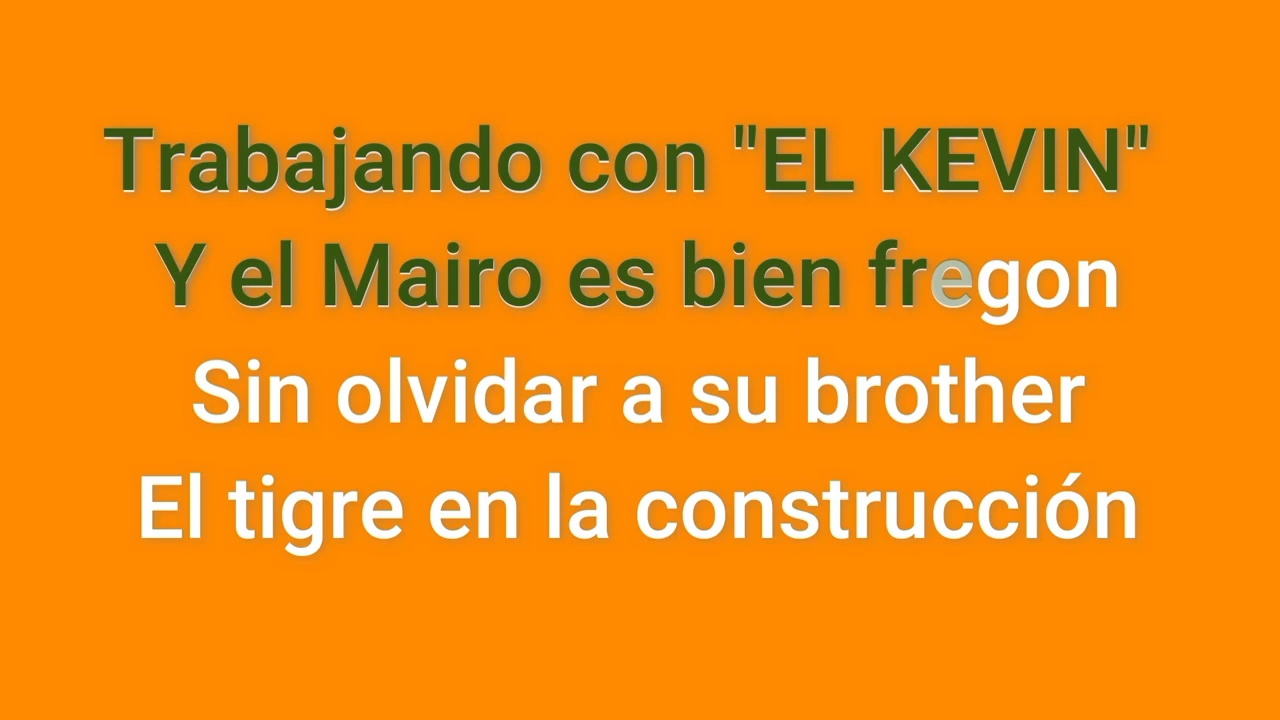 Trabajando con "EL KEVIN"
Y el Mairo es bien fregon
Sin olvidar a su brother
El tigre en la construcción